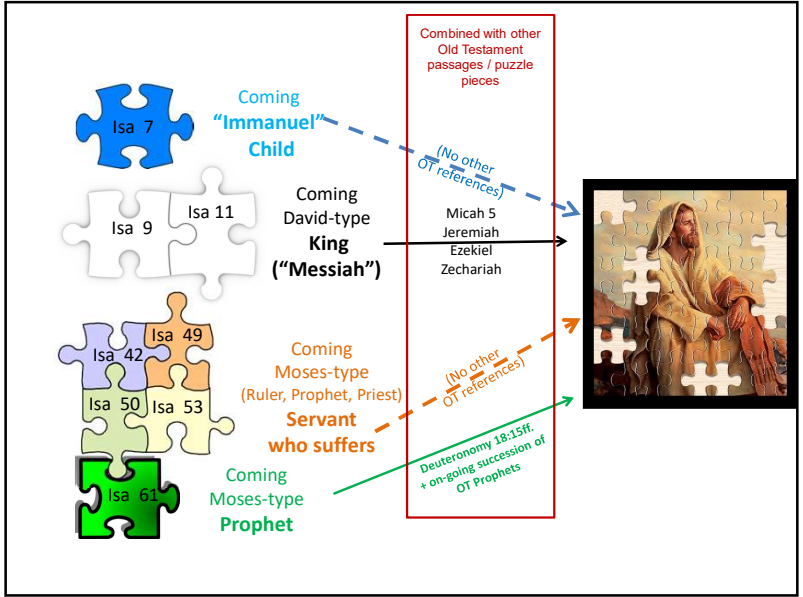 Combined with other
Old Testament
passages / puzzle
pieces
Isa 7
Coming
“Immanuel”
Child
(No other
OT references)
Isa 9
Isa 11
Coming
David-type
King
(“Messiah”)
Micah 5
Jeremiah
Ezekiel
Zechariah
Isa 42
Isa 49
Isa 50
Isa 53
Coming
Moses-type
(Ruler, Prophet, Priest)
Servant
who suffers
(No other
OT references)
Isa 61
Coming
Moses-type
Prophet
Deuteronomy 18:15ff.
+ on-going succession of
OT Prophets